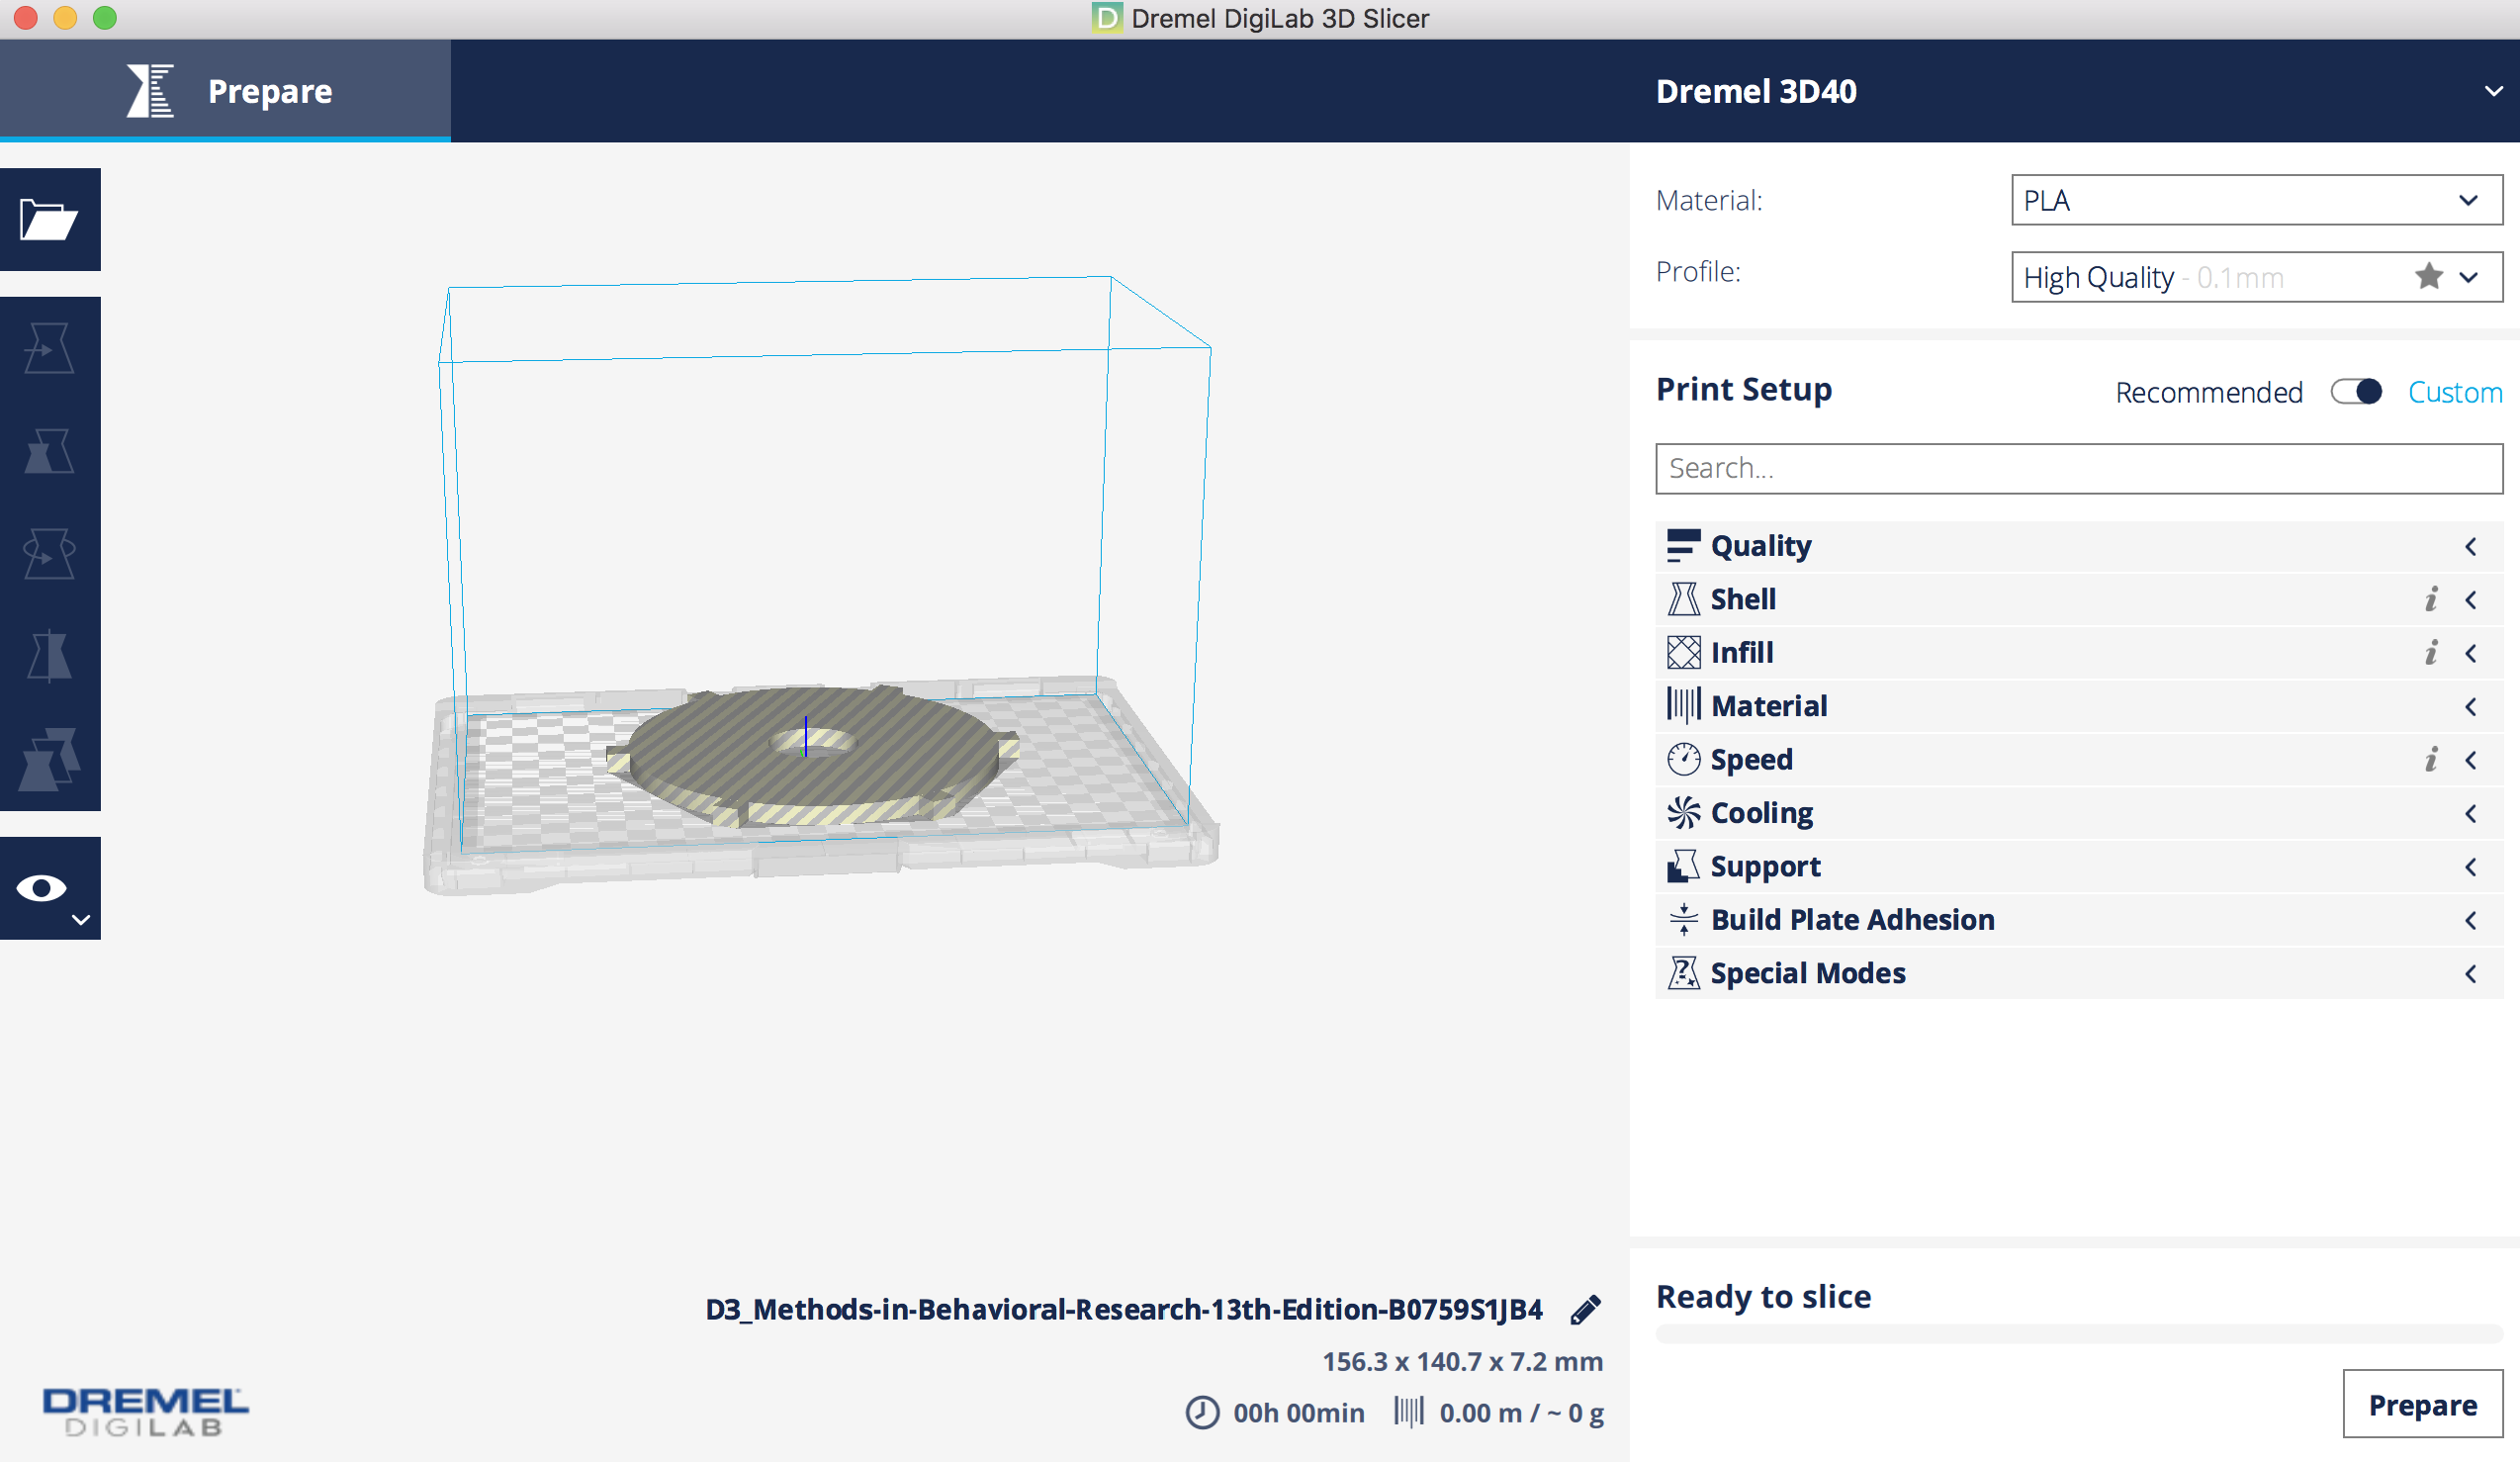 Dremel DigiLab 3D Slicer
Prepare
Dremel 3D40
Material:
PLA
Profile:
High Quality - 0.1mm
Print Setup
Recommended
Custom
Search...
Quality
Shell
Infill
Material
Speed
Cooling
Support
Build Plate Adhesion
Special Modes
D3_Methods-in-Behavioral-Research-13th-Edition-B0759S1JB4
156.3 x 140.7 x 7.2 mm
00h 00min
0.00 m / ~ 0 g
DREMEL
DIGILAB
Ready to slice
Prepare